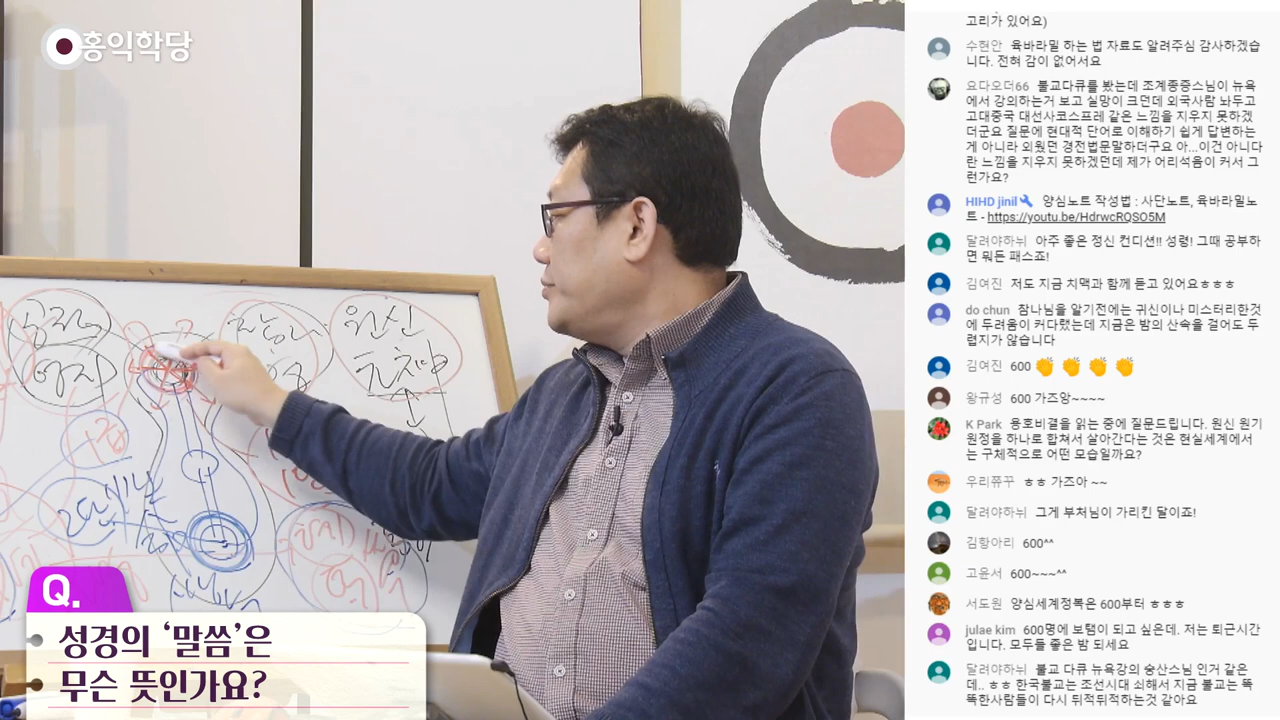 홍익학당
원신
Q.
성경의 ‘말씀’은
무슨 뜻인가요?
고리가 있어요)
수현안 육바라밀 하는 법 자료도 알려주심 감사하겠습
니다. 전혀 감이 없어서요
요다오더66 불교다큐를 봤는데 조계종증스님이 뉴욕
에서 강의하는거 보고 실망이 크던데 외국사람 놔두고
고대중국 대선사코스프레 같은 느낌을 지우지 못하겠
더군요 질문에 현대적 단어로 이해하기 쉽게 답변하는
게 아니라 외웠던 경전법문말하더구요 아...이건 아니다
란 느낌을 지우지 못하겠던데 제가 어리석음이 커서 그
런가요?
HIHD jinil 양심노트 작성법 : 사단노트, 육바라밀노
트 - https://youtu.be/HdrwcRQSO5M
달려야하뉘 아주 좋은 정신 컨디션!! 성령! 그때 공부하
면 뭐든 패스죠!
김여진 저도 지금 치맥과 함께 듣고 있어요ㅎㅎㅎ
do chun 참나님을 알기전에는 귀신이나 미스터리한것
에 두려움이 커다랐는데 지금은 밤의 산속을 걸어도 두
렵지가 않습니다
김여진 600 👏 👏 👏 👏
왕규성 600 가즈앙~~~~
K Park 용호비결을 읽는 중에 질문드립니다. 원신 원기
원정을 하나로 합쳐서 살아간다는 것은 현실세계에서
는 구체적으로 어떤 모습일까요?
우리쮸꾸 ㅎㅎ 가즈아 ~~
달려야하뉘 그게 부처님이 가리킨 달이죠!
김항아리 600^^
고윤서 600~~~^^
서도원 양심세계정복은 600부터 ㅎㅎㅎ
julae kim 600명에 보탬이 되고 싶은데. 저는 퇴근시간
입니다. 모두들 좋은 밤 되세요
달려야하뉘 불교 다큐 뉴욕강의 숭산스님 인거 같은
데.. ㅎㅎ 한국불교는 조선시대 쇠해서 지금 불교는 똑
똑한사람들이 다시 뒤적뒤적하는것 같아요